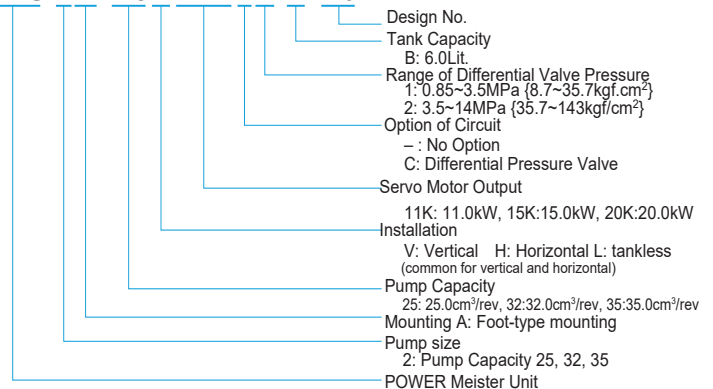 Design No.
Tank Capacity
B: 6.0Lit.
Range of Differential Valve Pressure
1: 0.85~3.5MPa {8.7~35.7kgf.cm²}
2: 3.5~14MPa {35.7~143kgf/cm²}
Option of Circuit
– : No Option
C: Differential Pressure Valve
Servo Motor Output
11K: 11.0kW, 15K:15.0kW, 20K:20.0kW
Installation
V: Vertical H: Horizontal L: tankless
(common for vertical and horizontal)
Pump Capacity
25: 25.0cm³/rev, 32:32.0cm³/rev, 35:35.0cm³/rev
Mounting A: Foot-type mounting
Pump size
2: Pump Capacity 25, 32, 35
POWER Meister Unit